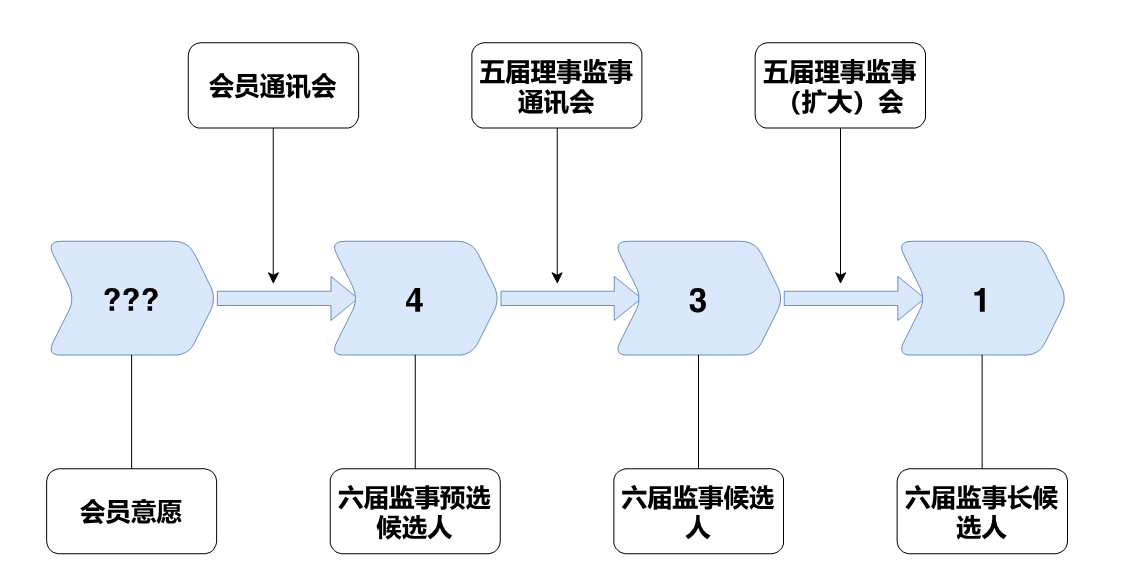 会员通讯会
五届理事监事
通讯会
五届理事监事
（扩大）会
???
4
3
1
会员意愿
六届监事预选
候选人
六届监事候选
人
六届监事长候
选人